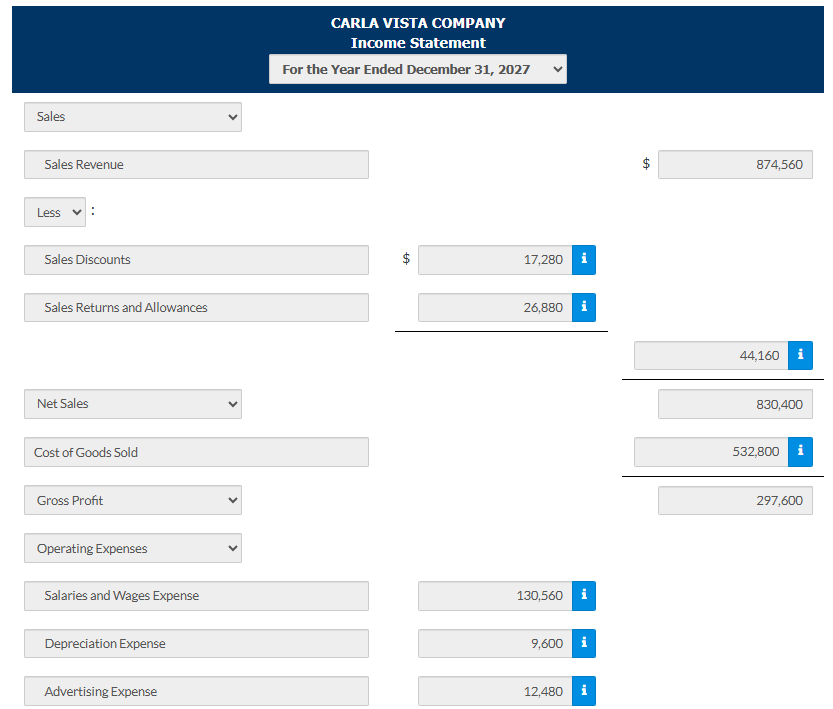 CARLA VISTA COMPANY
Income Statement
For the Year Ended December 31, 2027
Sales
Sales Revenue $ 874,560
Less :
Sales Discounts $ 17,280 i
Sales Returns and Allowances 26,880 i
44,160 i
Net Sales 830,400
Cost of Goods Sold 532,800 i
Gross Profit 297,600
Operating Expenses
Salaries and Wages Expense 130,560 i
Depreciation Expense 9,600 i
Advertising Expense 12,480 i